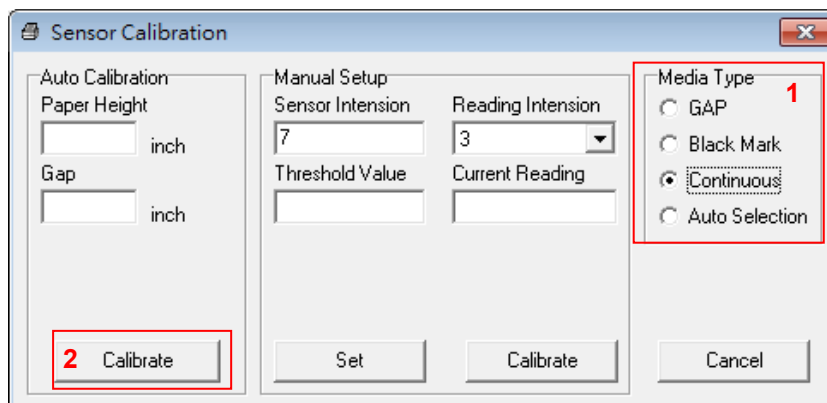 Sensor Calibration
Auto Calibration
Paper Height
inch
Gap
inch
2 Calibrate
Manual Setup
Sensor Intension Reading Intension
7 3
Threshold Value Current Reading
Set Calibrate
Media Type 1
GAP
Black Mark
Continuous
Auto Selection
Cancel